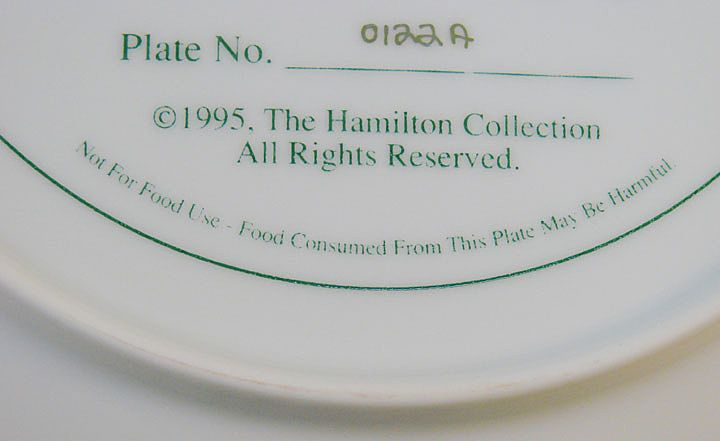 Plate No. 0122A
©1995, The Hamilton Collection
All Rights Reserved.
Not For Food Use - Food Consumed From This Plate May Be Harmful.